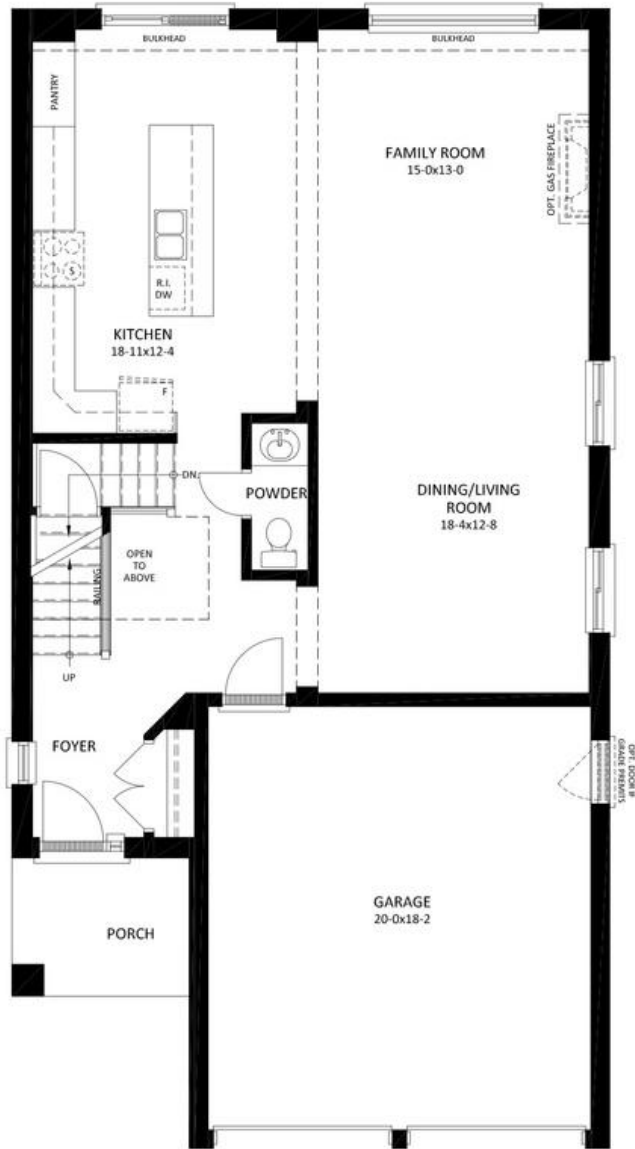 BULKHEAD
BULKHEAD
PANTRY
FAMILY ROOM
15-0x13-0
OPT. GAS FIREPLACE
S
R.I.
DW
KITCHEN
18-11x12-4
F
DN.
POWDER
DINING/LIVING
ROOM
18-4x12-8
OPEN
TO
ABOVE
RAILING
UP
FOYER
OPT. DOOR IF
GRADE PREMITS
GARAGE
20-0x18-2
PORCH